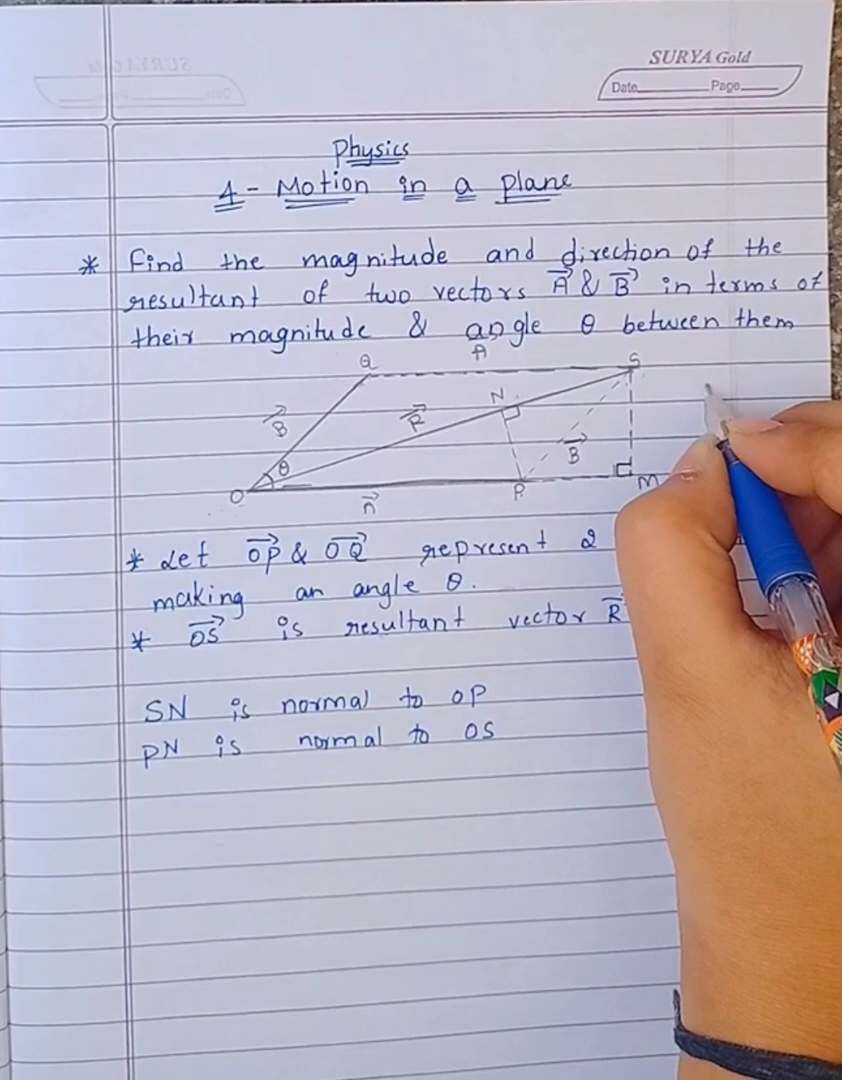 SURYA Gold
Date Page
Physics
4 - Motion in a plane
* Find the magnitude and direction of the
resultant of two vectors A⃗ & B⃗ in terms of
their magnitude & angle θ between them
Q A S
N
B⃗ R⃗
θ B⃗
O P M
* Let OP⃗ & OQ⃗ represent 2
making an angle θ.
* OS⃗ is resultant vector R⃗
SN is normal to OP
PN is normal to OS